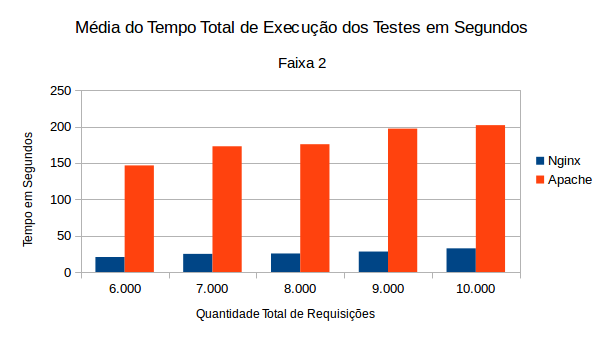 Média do Tempo Total de Execução dos Testes em Segundos
Faixa 2
250
200
150
100
50
0
Tempo em Segundos
6.000
7.000
8.000
9.000
10.000
Quantidade Total de Requisições
Nginx
Apache